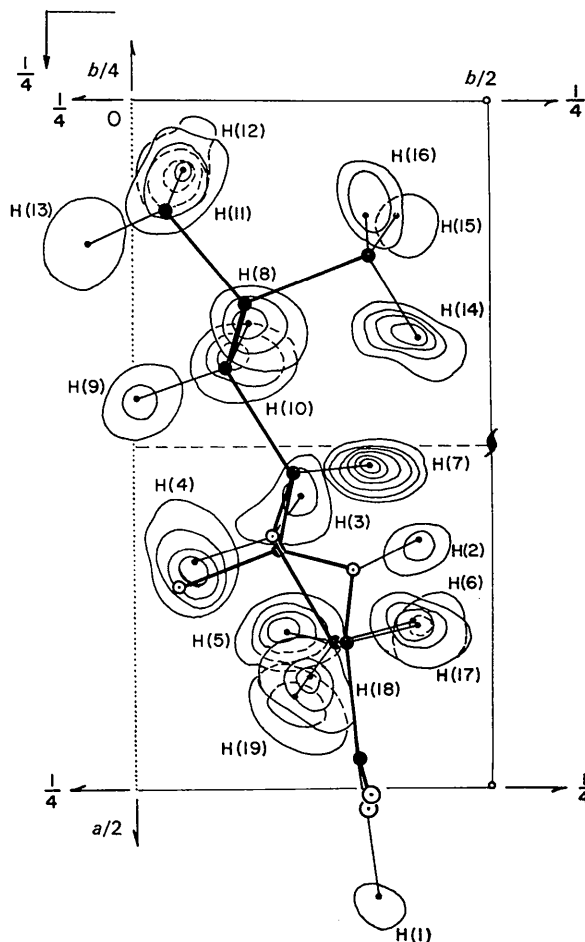 1/4
b/4
b/2
1/4
1/4
O
H(12)
H(16)
H(13)
H(11)
H(15)
H(8)
H(14)
H(9)
H(10)
H(7)
H(4)
H(3)
H(2)
H(6)
H(5)
H(18)
H(17)
H(19)
1/4
1/4
a/2
H(1)